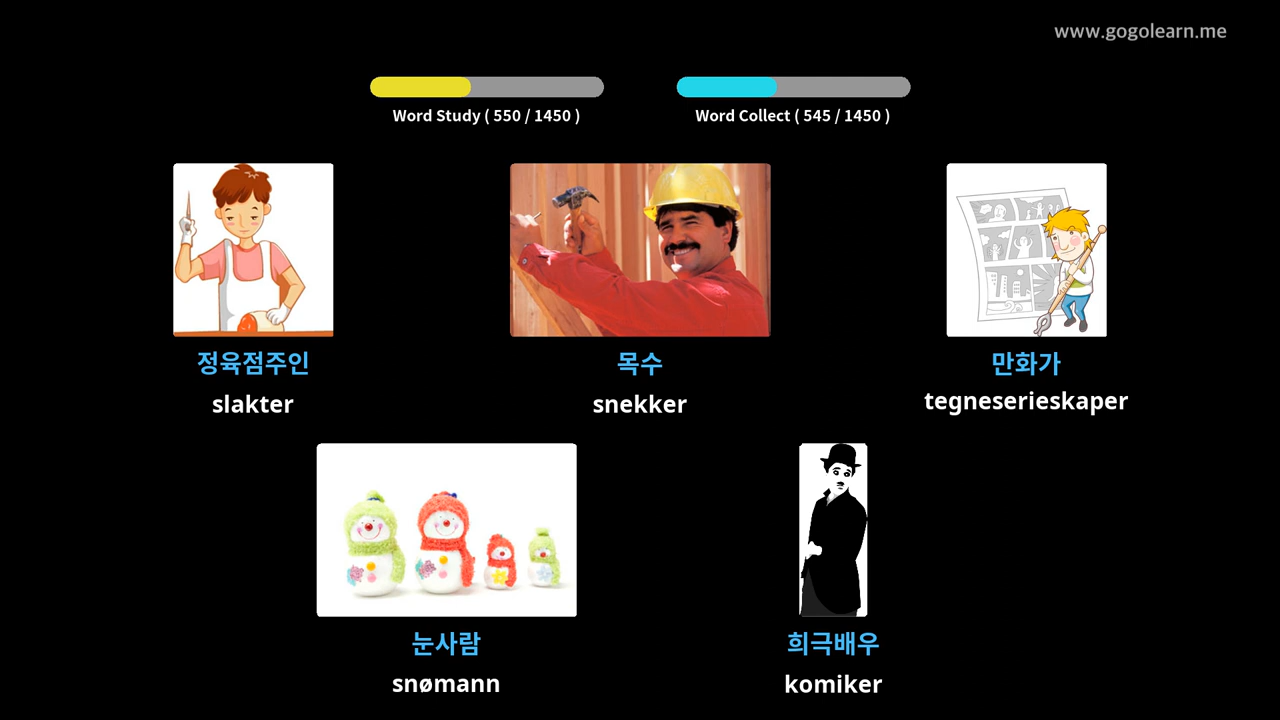 www.gogolearn.me
Word Study ( 550 / 1450 )
Word Collect ( 545 / 1450 )
정육점주인
목수
만화가
slakter
snekker
tegneserieskaper
눈사람
희극배우
snømann
komiker